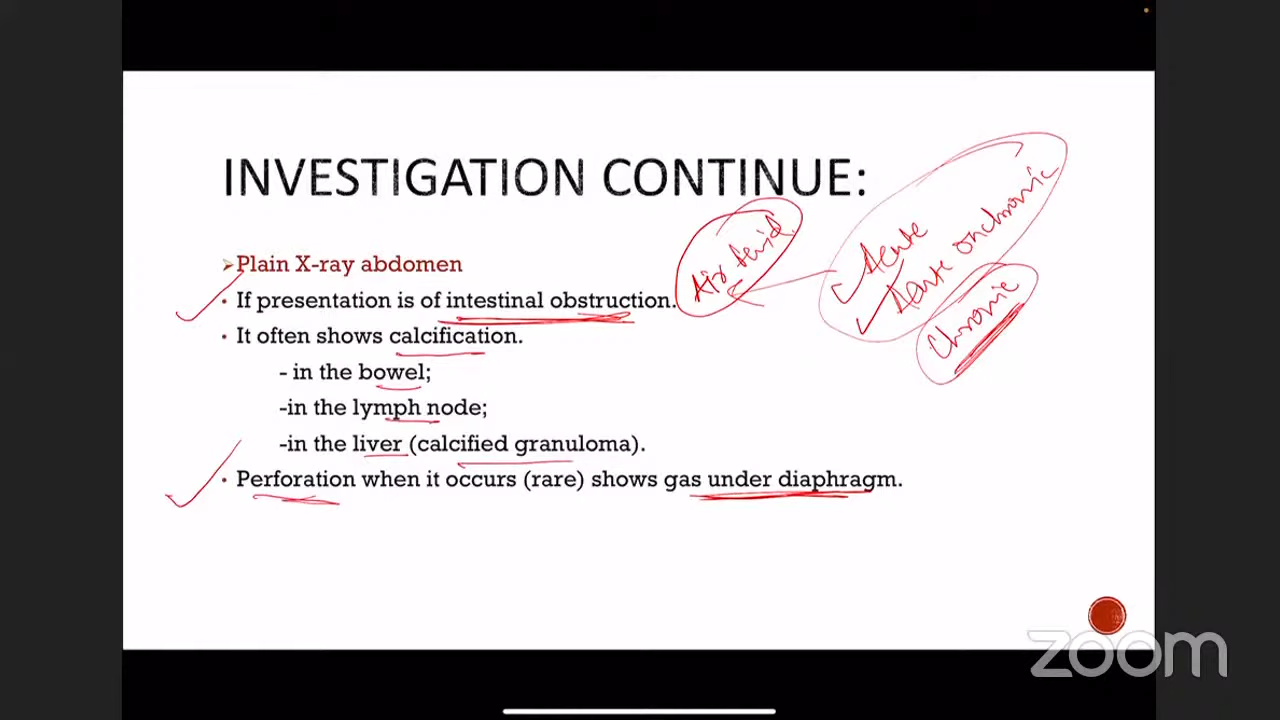 INVESTIGATION CONTINUE:
➤Plain X-ray abdomen
• If presentation is of intestinal obstruction.
• It often shows calcification.
- in the bowel;
-in the lymph node;
-in the liver (calcified granuloma).
• Perforation when it occurs (rare) shows gas under diaphragm.
Air fluid
Acute
Acute on chronic
Chronic
zoom